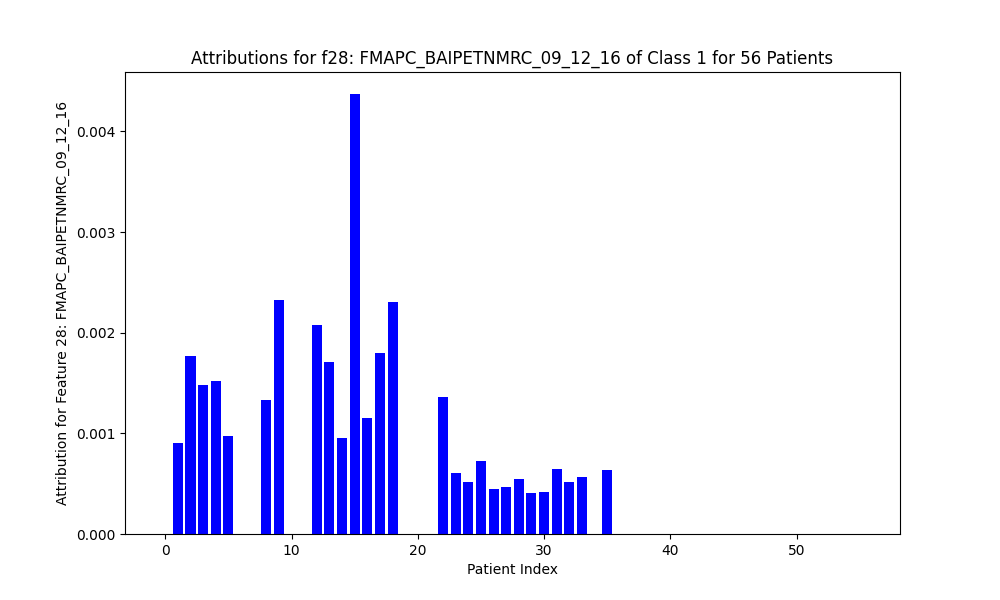 Attributions for f28: FMAPC_BAIPETNMRC_09_12_16 of Class 1 for 56 Patients
Attribution for Feature 28: FMAPC_BAIPETNMRC_09_12_16
0.004
0.003
0.002
0.001
0.000
0 10 20 30 40 50
Patient Index